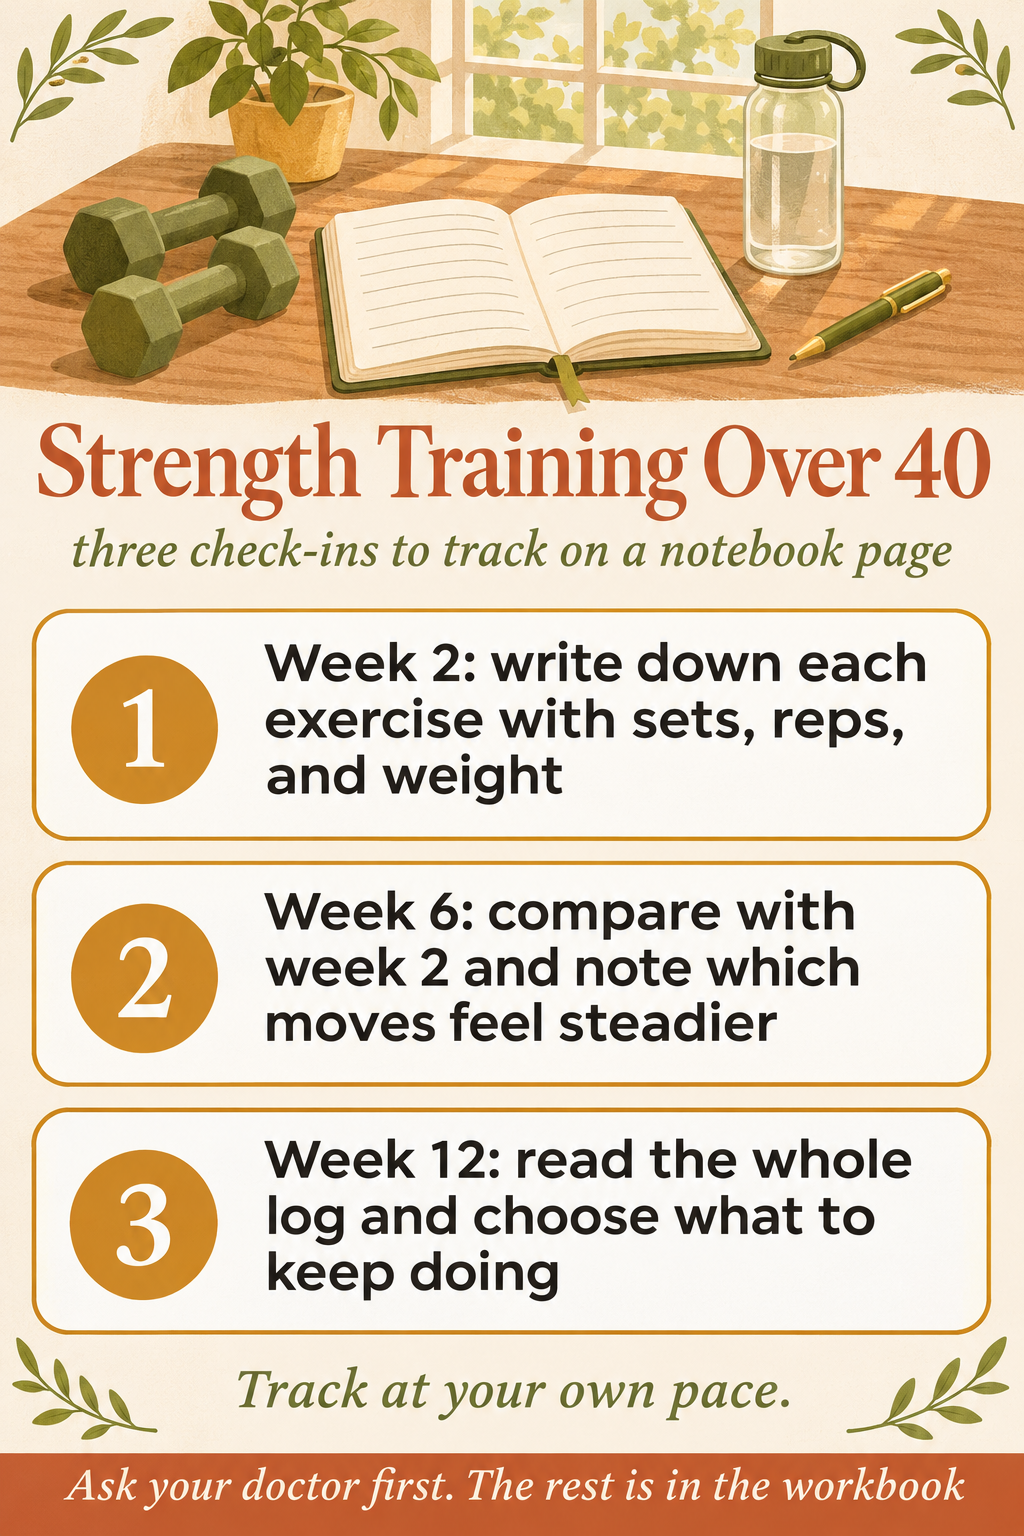 Strength Training Over 40
three check-ins to track on a notebook page
1
Week 2: write down each
exercise with sets, reps,
and weight
2
Week 6: compare with
week 2 and note which
moves feel steadier
3
Week 12: read the whole
log and choose what to
keep doing
Track at your own pace.
Ask your doctor first. The rest is in the workbook